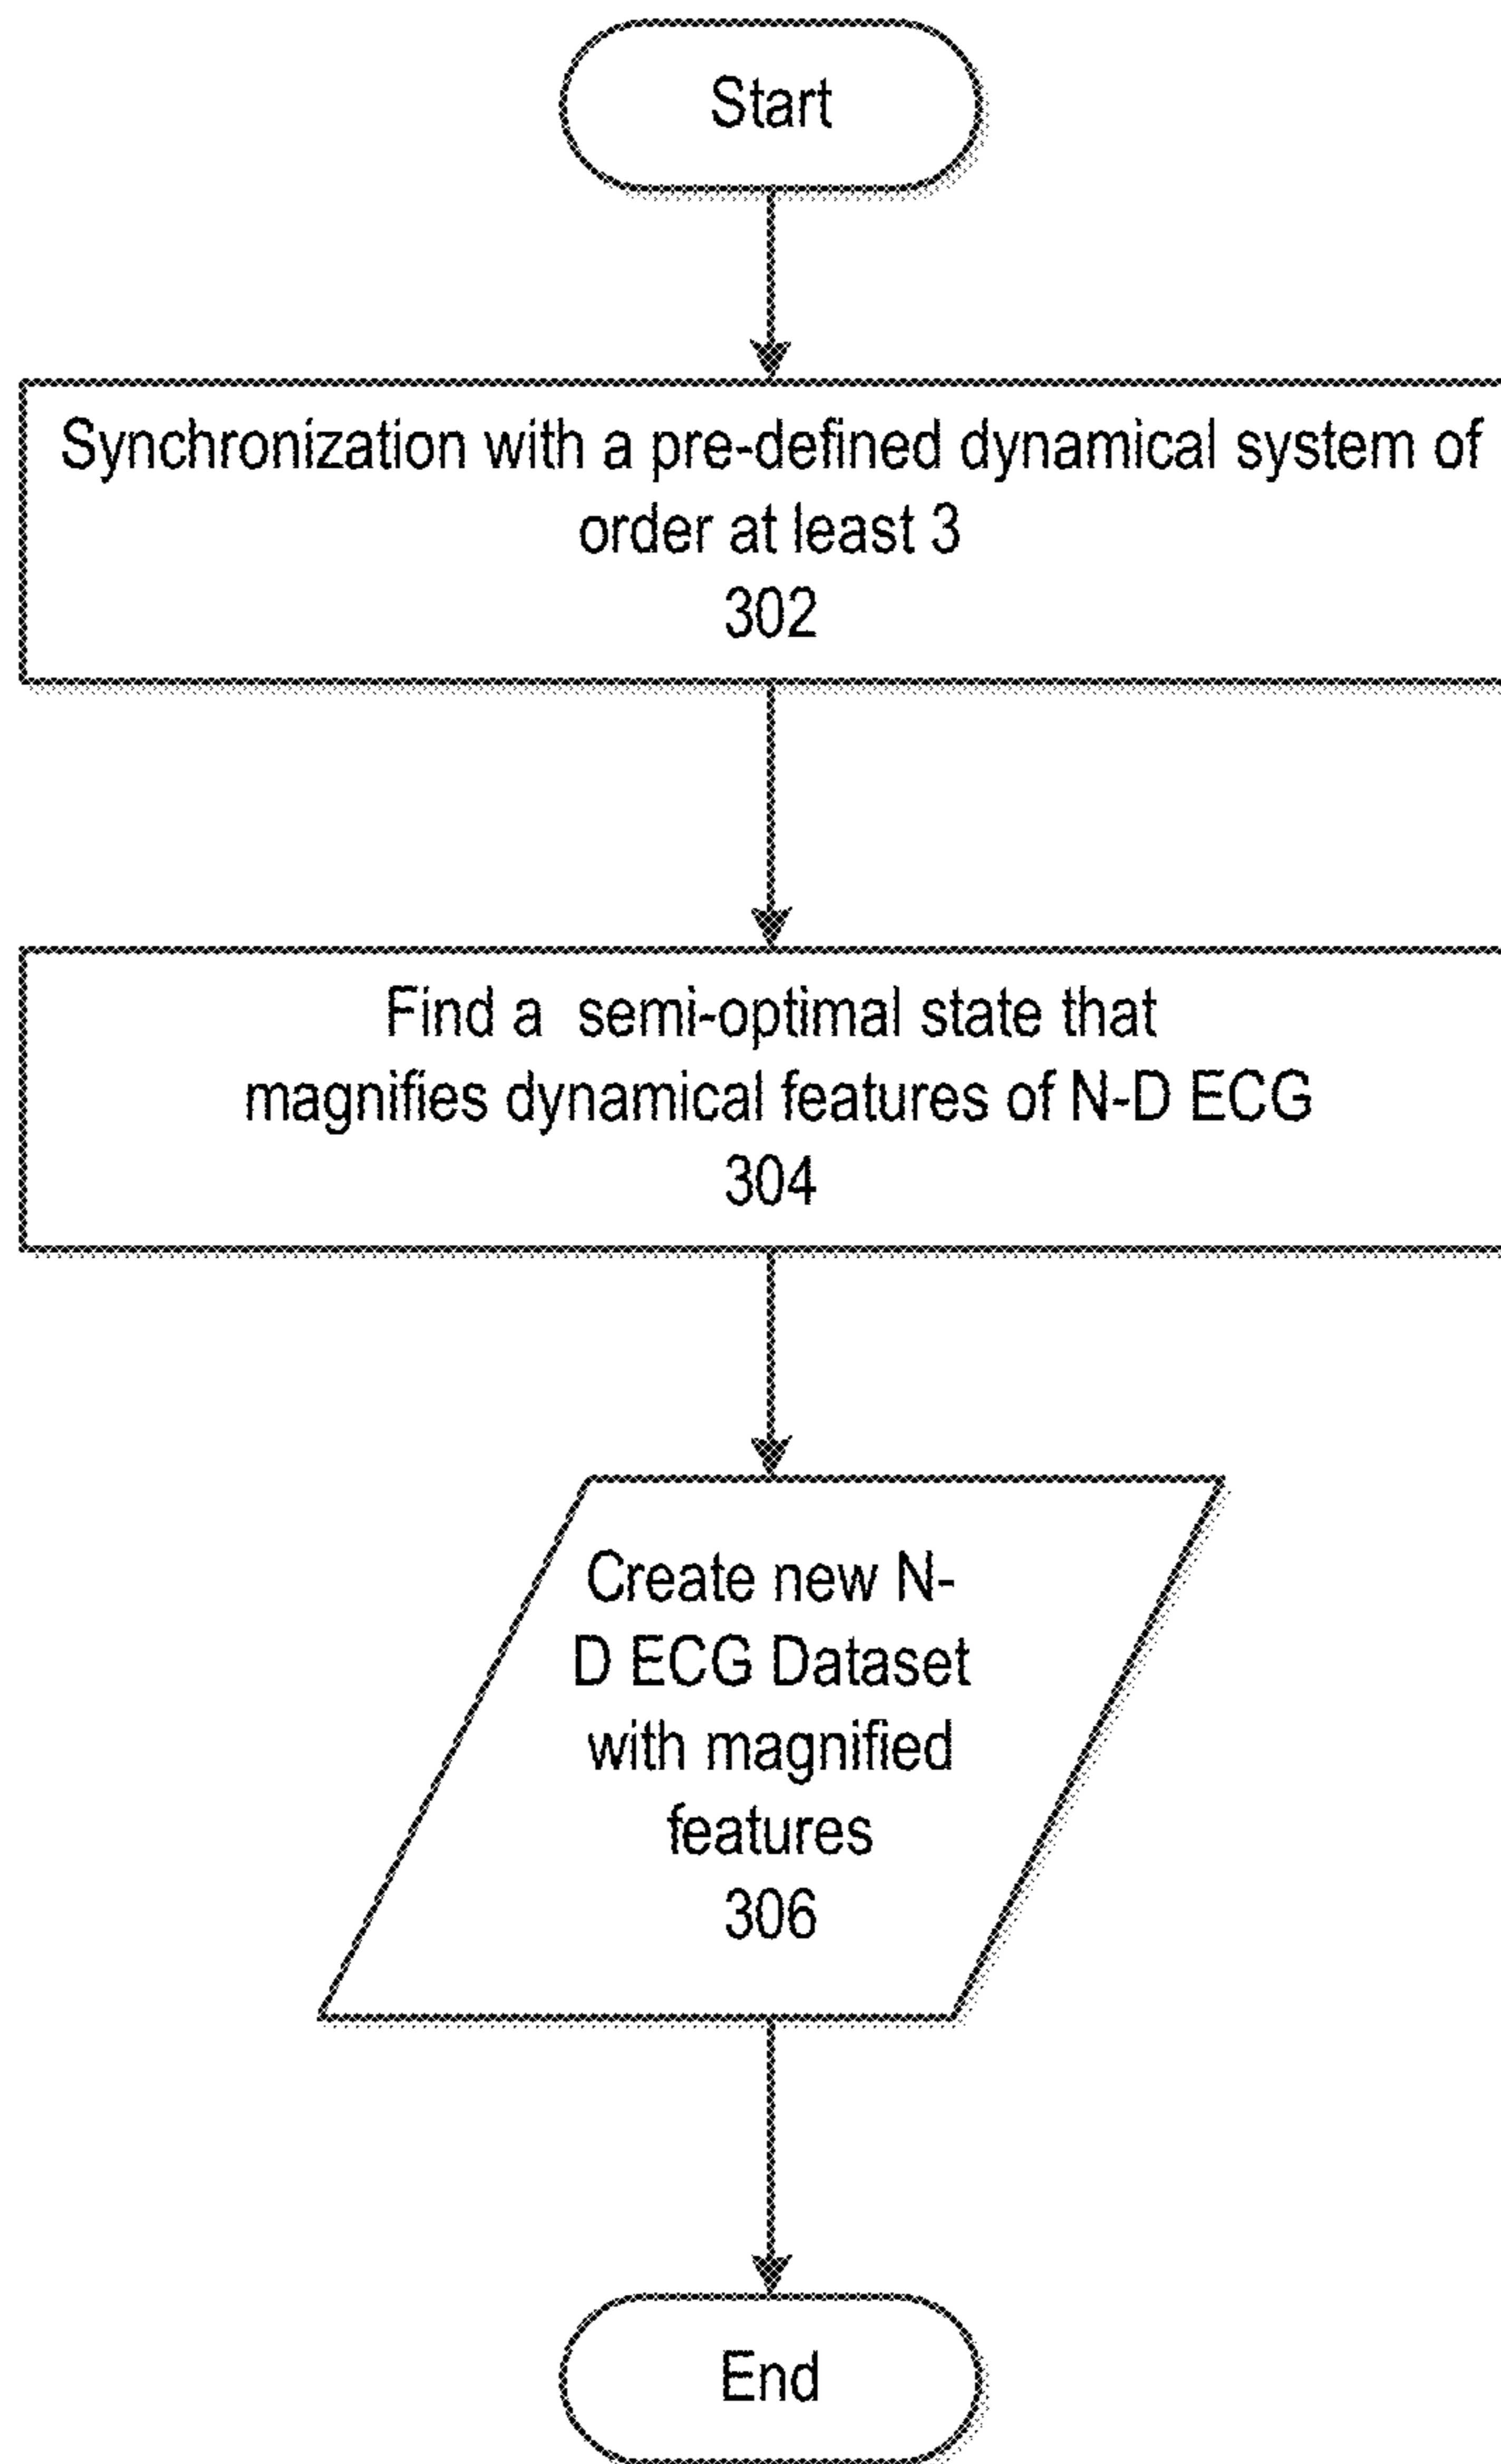 Start
Synchronization with a pre-defined dynamical system of
order at least 3
302
Find a semi-optimal state that
magnifies dynamical features of N-D ECG
304
Create new N-
D ECG Dataset
with magnified
features
306
End